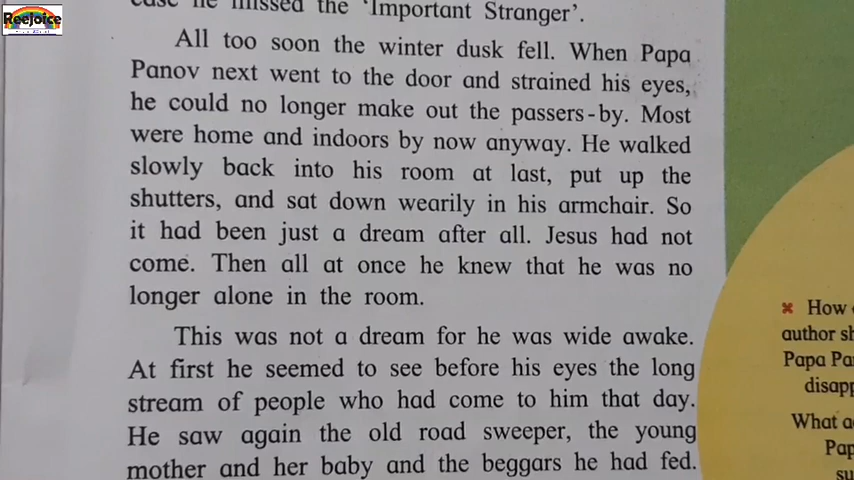 Reejoice
case he missed the 'Important Stranger'.
All too soon the winter dusk fell. When Papa
Panov next went to the door and strained his eyes,
he could no longer make out the passers-by. Most
were home and indoors by now anyway. He walked
slowly back into his room at last, put up the
shutters, and sat down wearily in his armchair. So
it had been just a dream after all. Jesus had not
come. Then all at once he knew that he was no
longer alone in the room.
This was not a dream for he was wide awake.
At first he seemed to see before his eyes the long
stream of people who had come to him that day.
He saw again the old road sweeper, the young
mother and her baby and the beggars he had fed.
How
author sh
Papa Pa
disapp
What a
Pap
su